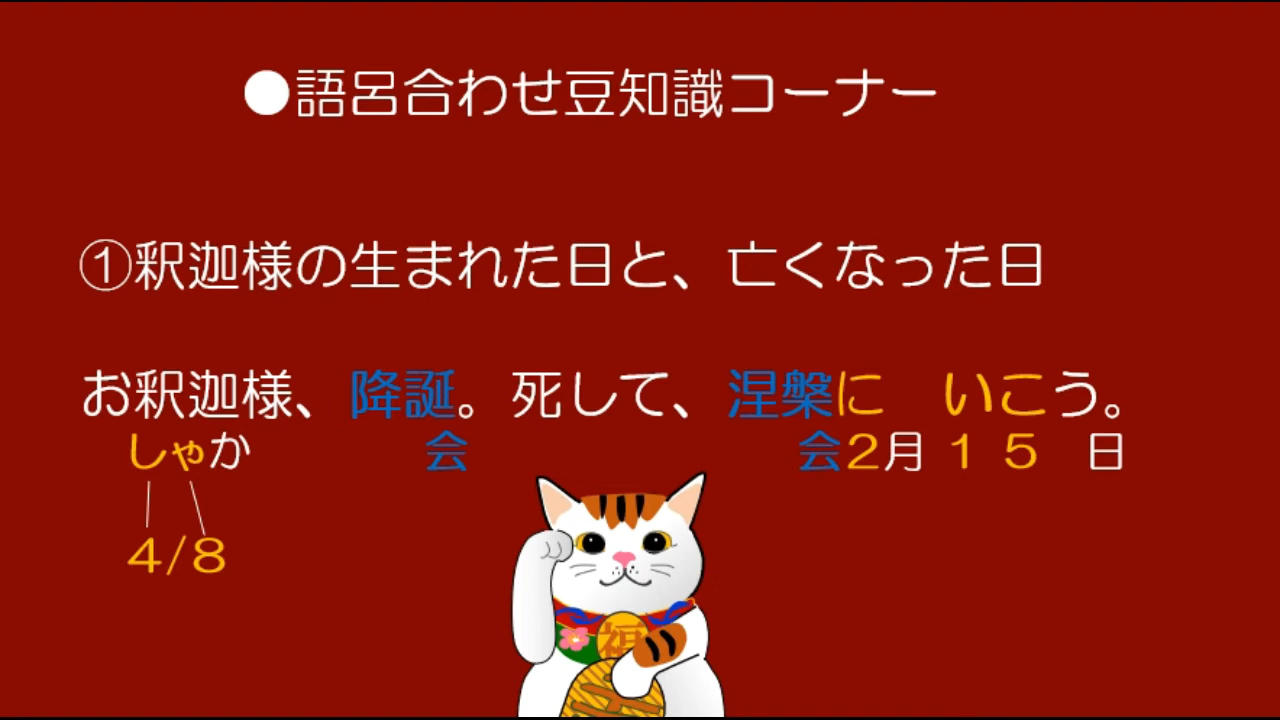 ●語呂合わせ豆知識コーナー
①釈迦様の生まれた日と、亡くなった日
お釈迦様、降誕。死して、涅槃に　いこう。
しゃか　会　会２月１５　日
４/８
福